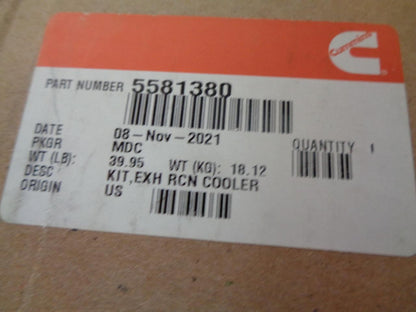 Cummins
PART NUMBER 5581380
DATE 08-Nov-2021
PKGR MDC QUANTITY 1
WT (LB): 39.95 WT (KG): 18.12
DESC KIT,EXH RCN COOLER
ORIGIN US